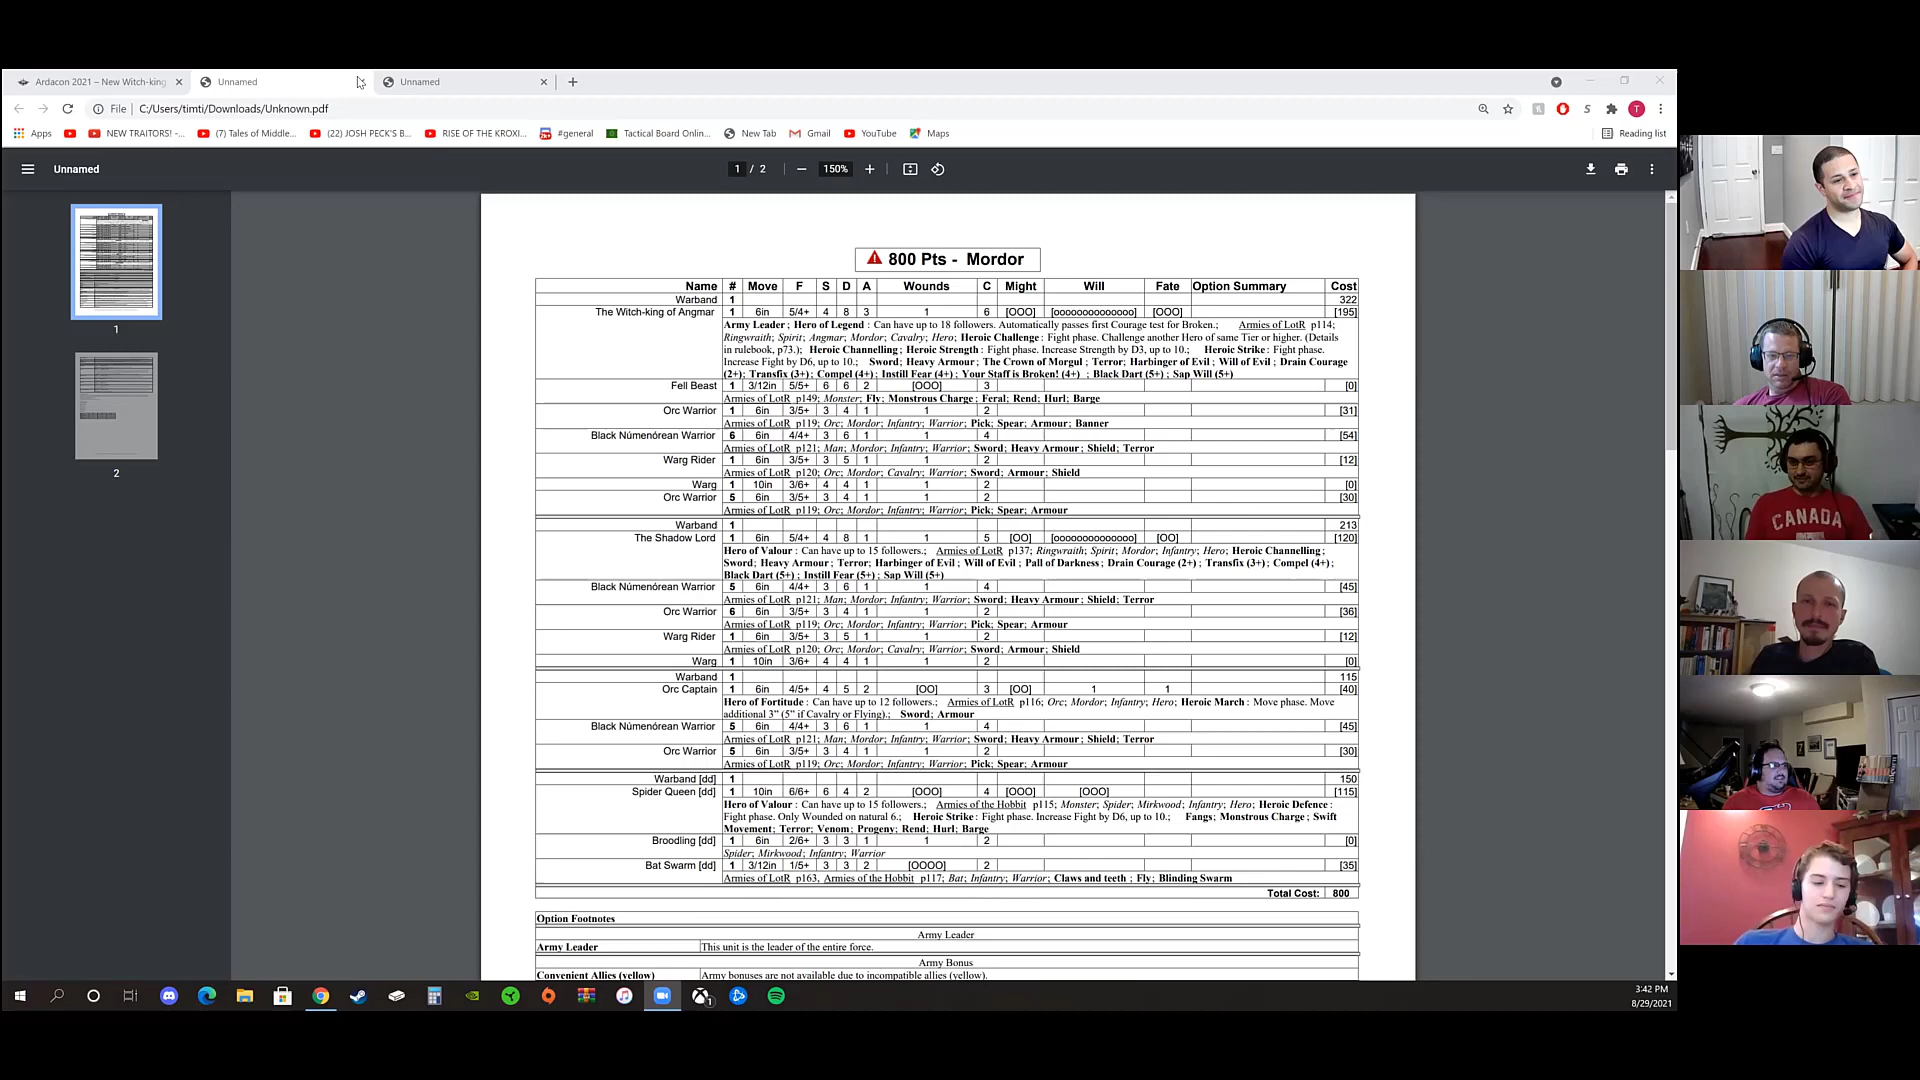 Ardacon 2021 – New Witch-king
Unnamed
Unnamed
File C:/Users/timti/Downloads/Unknown.pdf
T
Apps NEW TRAITORS! -... (7) Tales of Middle... (22) JOSH PECK'S B... RISE OF THE KROXI... #general Tactical Board Onlin... New Tab Gmail YouTube Maps Reading list
Unnamed 1 / 2 150%
1
2
800 Pts - Mordor
Name # Move F S D A Wounds C Might Will Fate Option Summary Cost
Warband 1 322
The Witch-king of Angmar 1 6in 5/4+ 4 8 3 1 6 [OOO] [oooooooooooooo] [OOO] [195]
Army Leader; Hero of Legend: Can have up to 18 followers. Automatically passes first Courage test for Broken.; Armies of LotR p114;
Ringwraith; Spirit; Angmar; Mordor; Cavalry; Hero; Heroic Challenge: Fight phase. Challenge another Hero of same Tier or higher. (Details
in rulebook, p73.); Heroic Channelling; Heroic Strength: Fight phase. Increase Strength by D3, up to 10.; Heroic Strike: Fight phase.
Increase Fight by D6, up to 10.; Sword; Heavy Armour; The Crown of Morgul; Terror; Harbinger of Evil; Will of Evil; Drain Courage
(2+); Transfix (3+); Compel (4+); Instill Fear (4+); Your Staff is Broken! (4+) ; Black Dart (5+); Sap Will (5+)
Fell Beast 1 3/12in 5/5+ 6 6 2 [OOO] 3 [0]
Armies of LotR p149; Monster; Fly; Monstrous Charge; Feral; Rend; Hurl; Barge
Orc Warrior 1 6in 3/5+ 3 4 1 1 2 [31]
Armies of LotR p119; Orc; Mordor; Infantry; Warrior; Pick; Spear; Armour; Banner
Black Númenórean Warrior 6 6in 4/4+ 3 6 1 1 4 [54]
Armies of LotR p121; Man; Mordor; Infantry; Warrior; Sword; Heavy Armour; Shield; Terror
Warg Rider 1 6in 3/5+ 3 5 1 1 2 [12]
Armies of LotR p120; Orc; Mordor; Cavalry; Warrior; Sword; Armour; Shield
Warg 1 10in 3/6+ 4 4 1 1 2 [0]
Orc Warrior 5 6in 3/5+ 3 4 1 1 2 [30]
Armies of LotR p119; Orc; Mordor; Infantry; Warrior; Pick; Spear; Armour
Warband 1 213
The Shadow Lord 1 6in 5/4+ 4 8 1 1 5 [OO] [oooooooooooooo] [OO] [120]
Hero of Valour: Can have up to 15 followers.; Armies of LotR p137; Ringwraith; Spirit; Mordor; Infantry; Hero; Heroic Channelling;
Sword; Heavy Armour; Terror; Harbinger of Evil; Will of Evil; Pall of Darkness; Drain Courage (2+); Transfix (3+); Compel (4+);
Black Dart (5+); Instill Fear (5+); Sap Will (5+)
Black Númenórean Warrior 5 6in 4/4+ 3 6 1 1 4 [45]
Armies of LotR p121; Man; Mordor; Infantry; Warrior; Sword; Heavy Armour; Shield; Terror
Orc Warrior 6 6in 3/5+ 3 4 1 1 2 [36]
Armies of LotR p119; Orc; Mordor; Infantry; Warrior; Pick; Spear; Armour
Warg Rider 1 6in 3/5+ 3 5 1 1 2 [12]
Armies of LotR p120; Orc; Mordor; Cavalry; Warrior; Sword; Armour; Shield
Warg 1 10in 3/6+ 4 4 1 1 2 [0]
Warband 1 115
Orc Captain 1 6in 4/5+ 4 5 2 [OO] 3 [OO] 1 1 [40]
Hero of Fortitude: Can have up to 12 followers.; Armies of LotR p116; Orc; Mordor; Infantry; Hero; Heroic March: Move phase. Move
additional 3" (5" if Cavalry or Flying).; Sword; Armour
Black Númenórean Warrior 5 6in 4/4+ 3 6 1 1 4 [45]
Armies of LotR p121; Man; Mordor; Infantry; Warrior; Sword; Heavy Armour; Shield; Terror
Orc Warrior 5 6in 3/5+ 3 4 1 1 2 [30]
Armies of LotR p119; Orc; Mordor; Infantry; Warrior; Pick; Spear; Armour
Warband [dd] 1 150
Spider Queen [dd] 1 10in 6/6+ 6 4 2 [OOO] 4 [OOO] [OOO] [115]
Hero of Valour: Can have up to 15 followers.; Armies of the Hobbit p115; Monster; Spider; Mirkwood; Infantry; Hero; Heroic Defence:
Fight phase. Only Wounded on natural 6.; Heroic Strike: Fight phase. Increase Fight by D6, up to 10.; Fangs; Monstrous Charge; Swift
Movement; Terror; Venom; Progeny; Rend; Hurl; Barge
Broodling [dd] 1 6in 2/6+ 3 3 1 1 2 [0]
Spider; Mirkwood; Infantry; Warrior
Bat Swarm [dd] 1 3/12in 1/5+ 3 3 2 [OOOO] 2 [35]
Armies of LotR p163, Armies of the Hobbit p117; Bat; Infantry; Warrior; Claws and teeth ; Fly; Blinding Swarm
Total Cost: 800
Option Footnotes
Army Leader
Army Leader This unit is the leader of the entire force.
Army Bonus
Convenient Allies (yellow) Army bonuses are not available due to incompatible allies (yellow).
3:42 PM
8/29/2021
CANADA